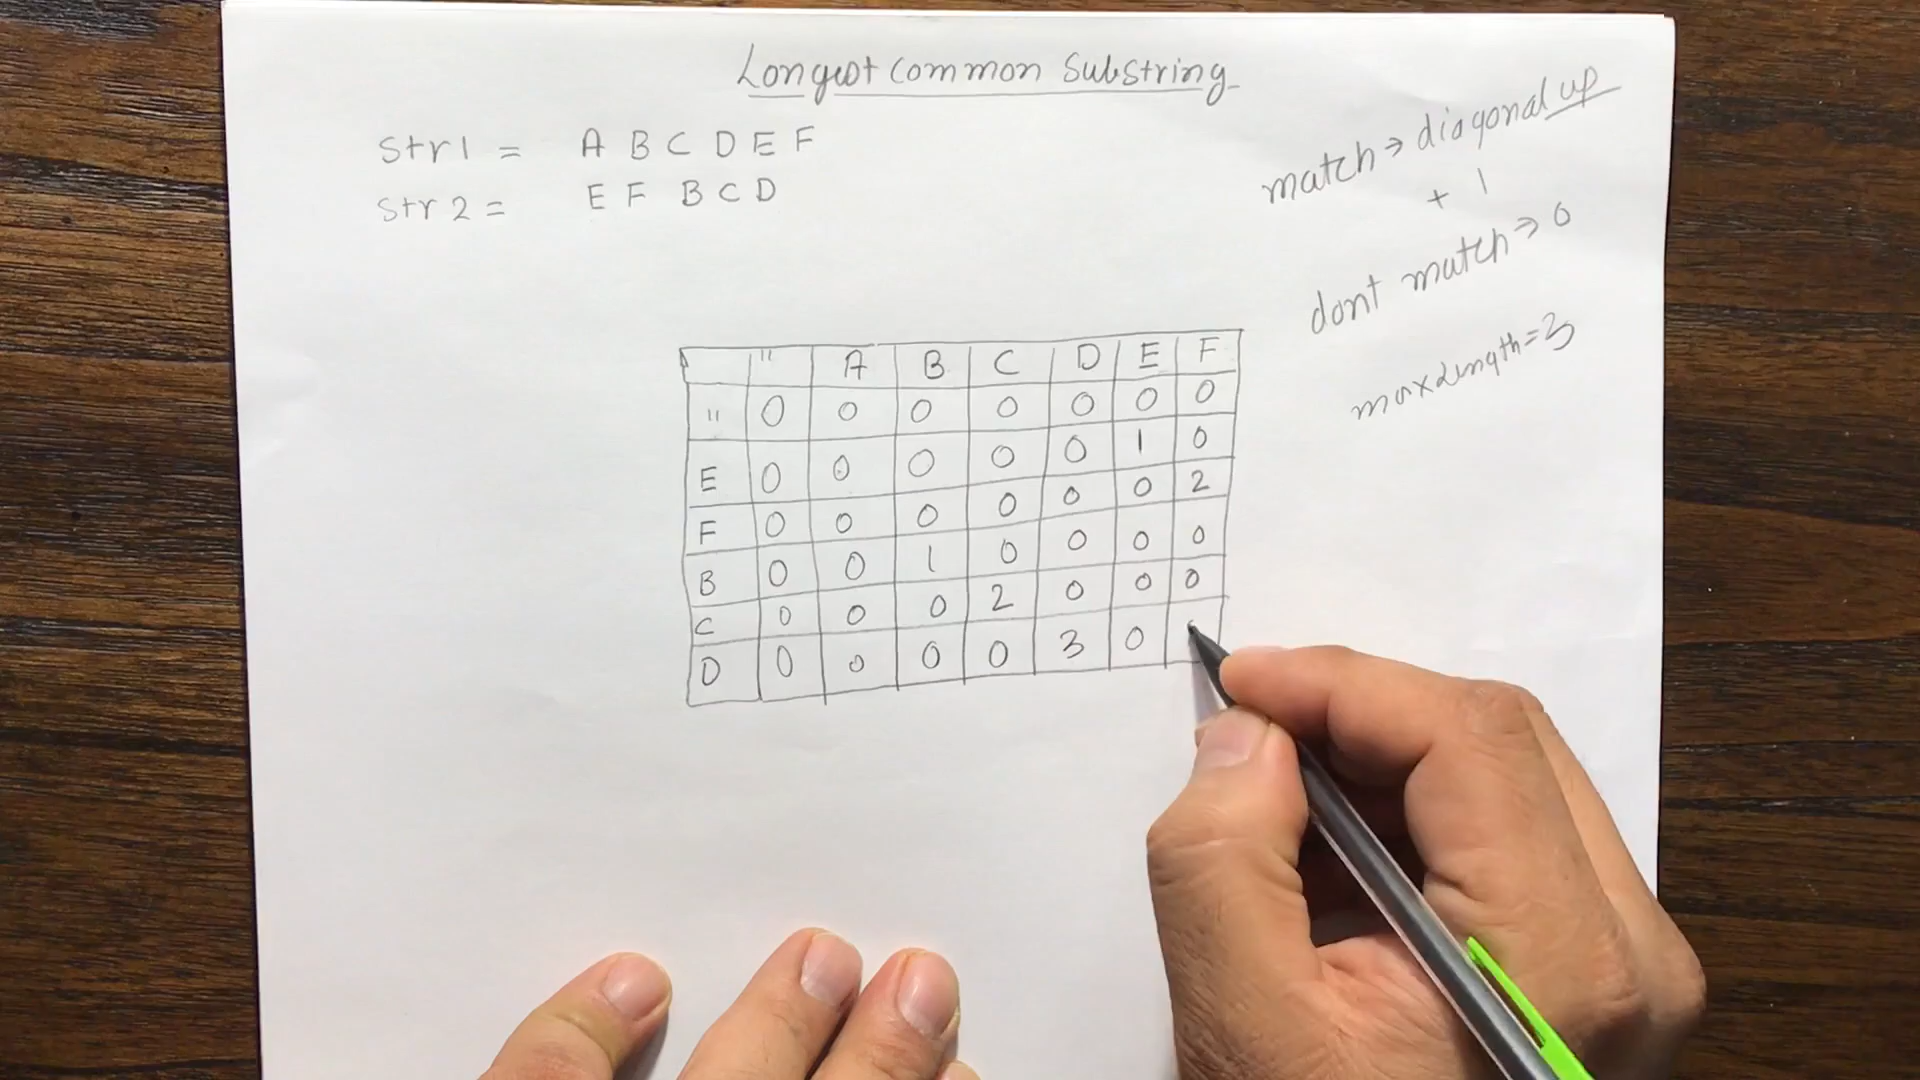 Longest Common Substring
Str1 = A B C D E F
Str2 = E F B C D
match → diagonal up
+ 1
dont match → 0
maxLength = 3
" A B C D E F
" 0 0 0 0 0 0 0
E 0 0 0 0 0 1 0
F 0 0 0 0 0 0 2
B 0 0 1 0 0 0 0
C 0 0 0 2 0 0 0
D 0 0 0 0 3 0